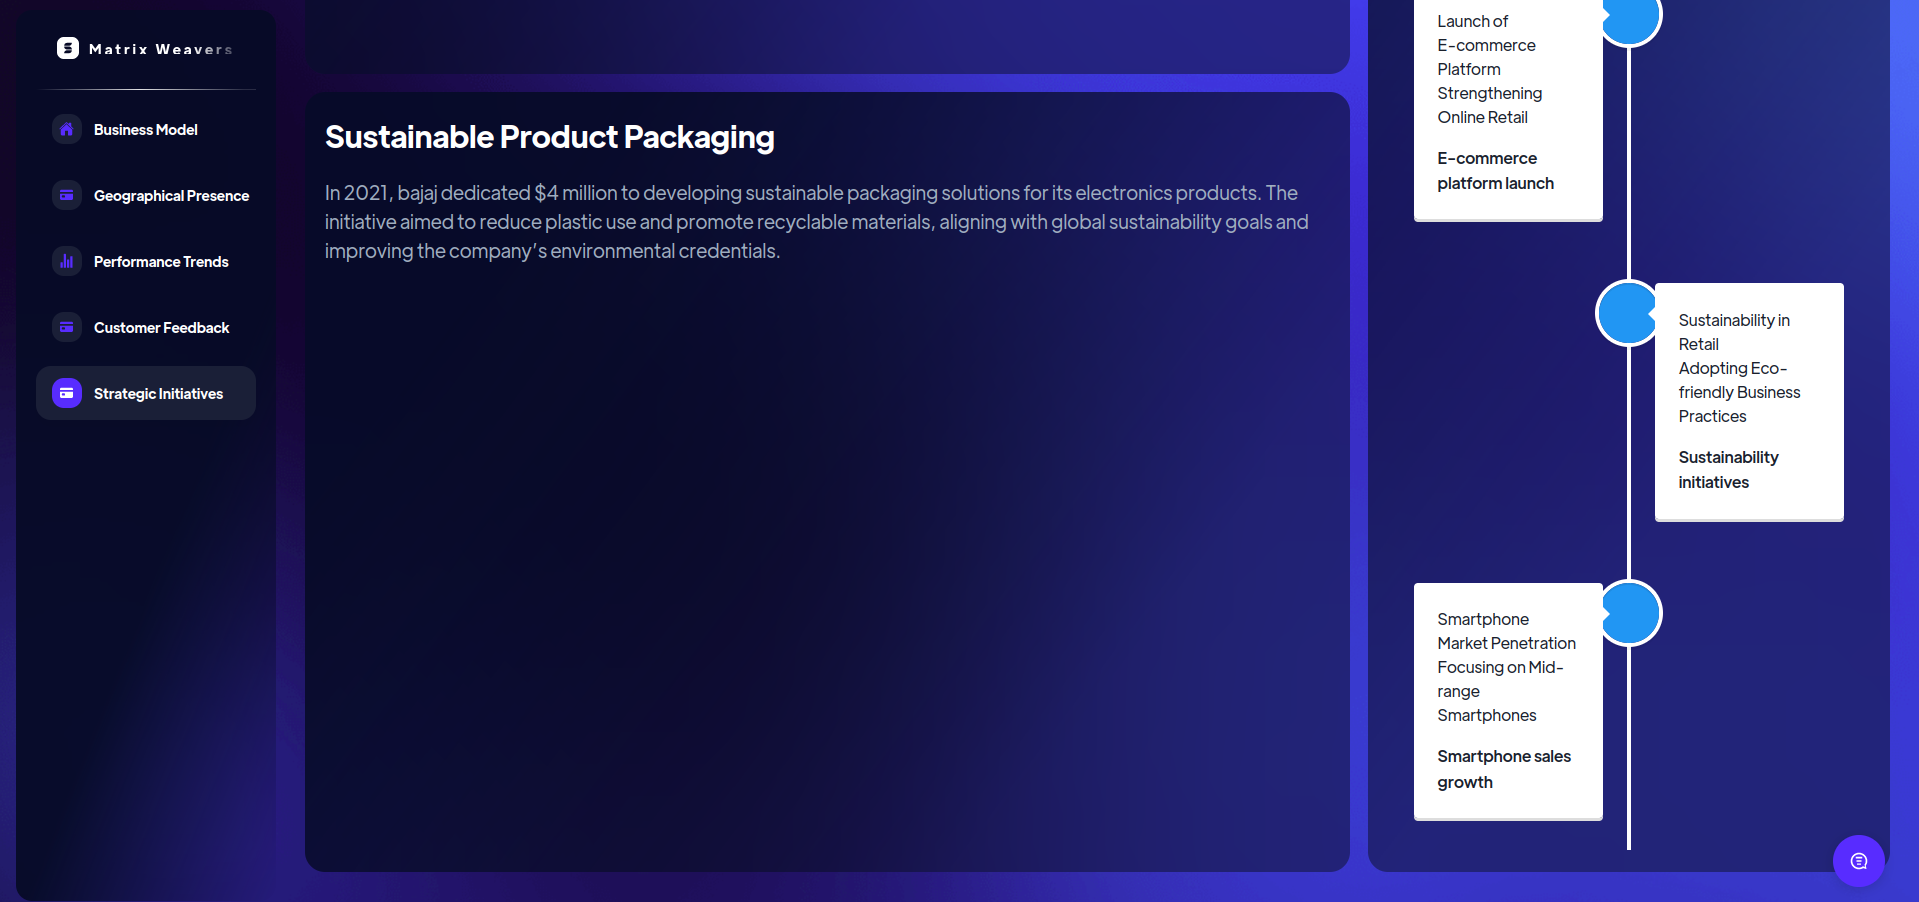 Matrix Weavers
Business Model
Geographical Presence
Performance Trends
Customer Feedback
Strategic Initiatives
Sustainable Product Packaging
In 2021, bajaj dedicated $4 million to developing sustainable packaging solutions for its electronics products. The
initiative aimed to reduce plastic use and promote recyclable materials, aligning with global sustainability goals and
improving the company's environmental credentials.
Launch of
E-commerce
Platform
Strengthening
Online Retail
E-commerce
platform launch
Sustainability in
Retail
Adopting Eco-
friendly Business
Practices
Sustainability
initiatives
Smartphone
Market Penetration
Focusing on Mid-
range
Smartphones
Smartphone sales
growth